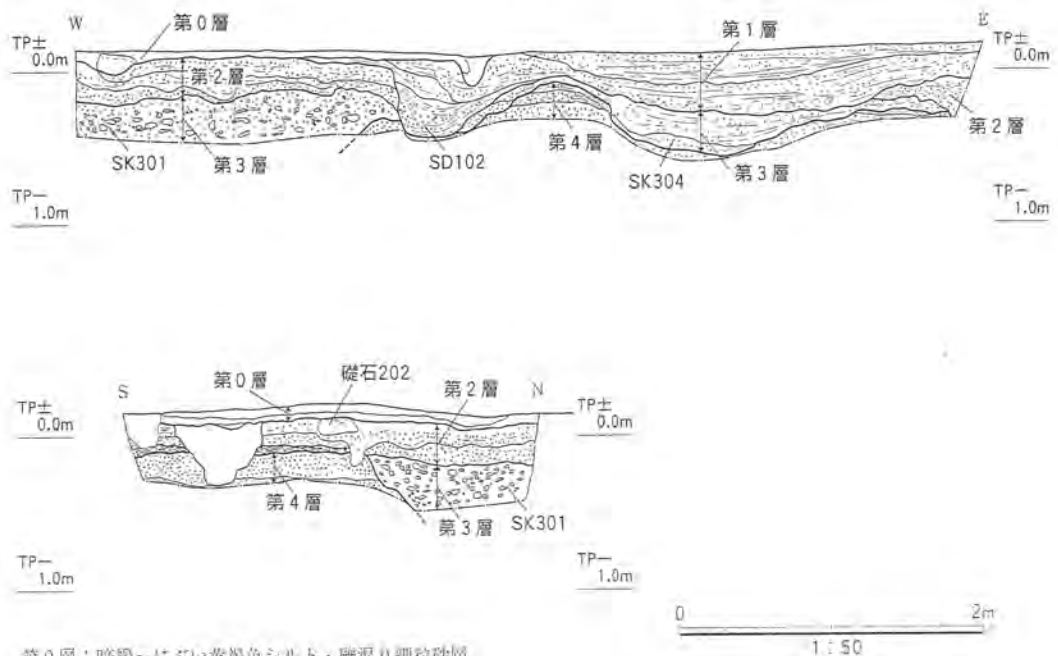 W
E
第0層
第1層
TP±
0.0m
TP±
0.0m
第2層
第4層
第2層
SK301
第3層
SD102
SK304
第3層
TP−
1.0m
TP−
1.0m
S
N
第0層
礎石202
第2層
TP±
0.0m
TP±
0.0m
第4層
第3層
SK301
TP−
1.0m
TP−
1.0m
0
2m
1:50